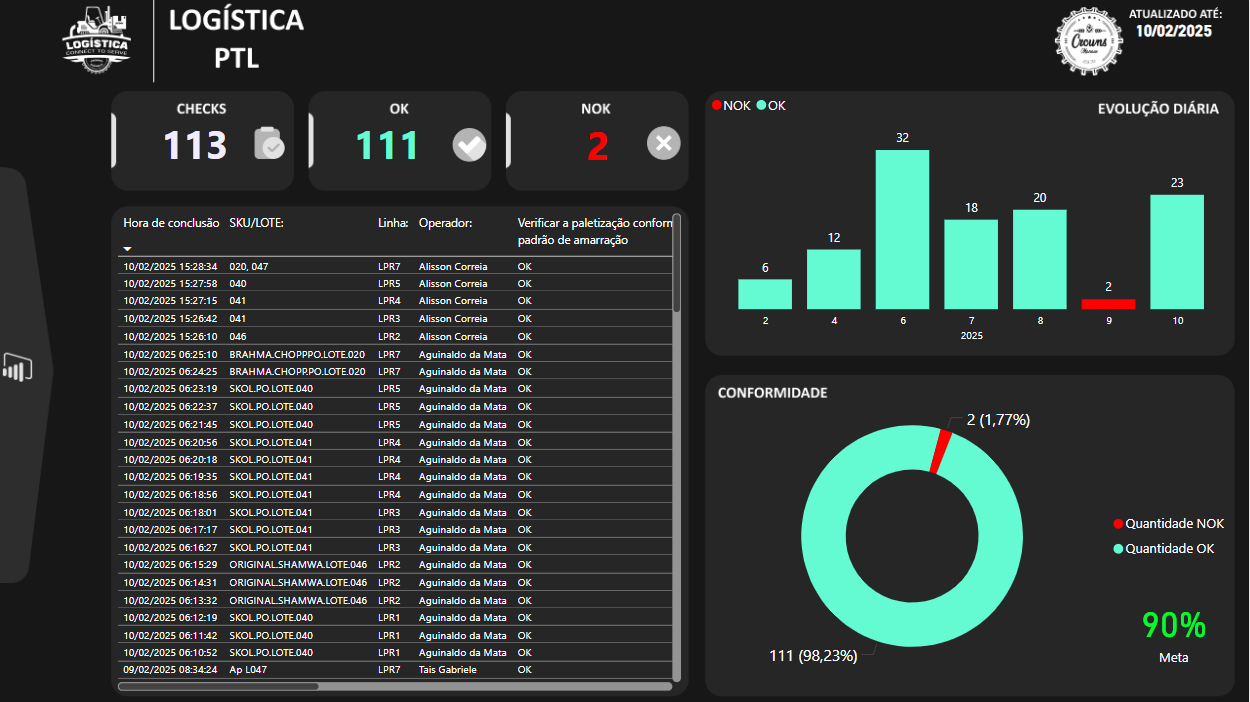 LOGÍSTICA
CONNECT TO SERVE
LOGÍSTICA
PTL
Crowns
ATUALIZADO ATÉ:
10/02/2025
CHECKS
113
OK
111
NOK
2
Hora de conclusão SKU/LOTE: Linha: Operador: Verificar a paletização conform
padrão de amarração
10/02/2025 15:28:34 020, 047 LPR7 Alisson Correia OK
10/02/2025 15:27:58 040 LPR5 Alisson Correia OK
10/02/2025 15:27:15 041 LPR4 Alisson Correia OK
10/02/2025 15:26:42 041 LPR3 Alisson Correia OK
10/02/2025 15:26:10 046 LPR2 Alisson Correia OK
10/02/2025 06:25:10 BRAHMA.CHOPPPO.LOTE.020 LPR7 Aguinaldo da Mata OK
10/02/2025 06:24:25 BRAHMA.CHOPP.PO.LOTE.020 LPR7 Aguinaldo da Mata OK
10/02/2025 06:23:19 SKOL.PO.LOTE.040 LPR5 Aguinaldo da Mata OK
10/02/2025 06:22:37 SKOL.PO.LOTE.040 LPR5 Aguinaldo da Mata OK
10/02/2025 06:21:45 SKOL.PO.LOTE.040 LPR5 Aguinaldo da Mata OK
10/02/2025 06:20:56 SKOL.PO.LOTE.041 LPR4 Aguinaldo da Mata OK
10/02/2025 06:20:18 SKOL.PO.LOTE.041 LPR4 Aguinaldo da Mata OK
10/02/2025 06:19:35 SKOL.PO.LOTE.041 LPR4 Aguinaldo da Mata OK
10/02/2025 06:18:56 SKOL.PO.LOTE.041 LPR4 Aguinaldo da Mata OK
10/02/2025 06:18:01 SKOL.PO.LOTE.041 LPR3 Aguinaldo da Mata OK
10/02/2025 06:17:17 SKOL.PO.LOTE.041 LPR3 Aguinaldo da Mata OK
10/02/2025 06:16:27 SKOL.PO.LOTE.041 LPR3 Aguinaldo da Mata OK
10/02/2025 06:15:29 ORIGINAL.SHAMWA.LOTE.046 LPR2 Aguinaldo da Mata OK
10/02/2025 06:14:31 ORIGINAL.SHAMWA.LOTE.046 LPR2 Aguinaldo da Mata OK
10/02/2025 06:13:32 ORIGINAL.SHAMWA.LOTE.046 LPR2 Aguinaldo da Mata OK
10/02/2025 06:12:19 SKOL.PO.LOTE.040 LPR1 Aguinaldo da Mata OK
10/02/2025 06:11:42 SKOL.PO.LOTE.040 LPR1 Aguinaldo da Mata OK
10/02/2025 06:10:52 SKOL.PO.LOTE.040 LPR1 Aguinaldo da Mata OK
09/02/2025 08:34:24 Ap L047 LPR7 Tais Gabriele OK
NOK OK
EVOLUÇÃO DIÁRIA
6 12 32 18 20 2 23
2 4 6 7 8 9 10
2025
CONFORMIDADE
2 (1,77%)
111 (98,23%)
Quantidade NOK
Quantidade OK
90%
Meta